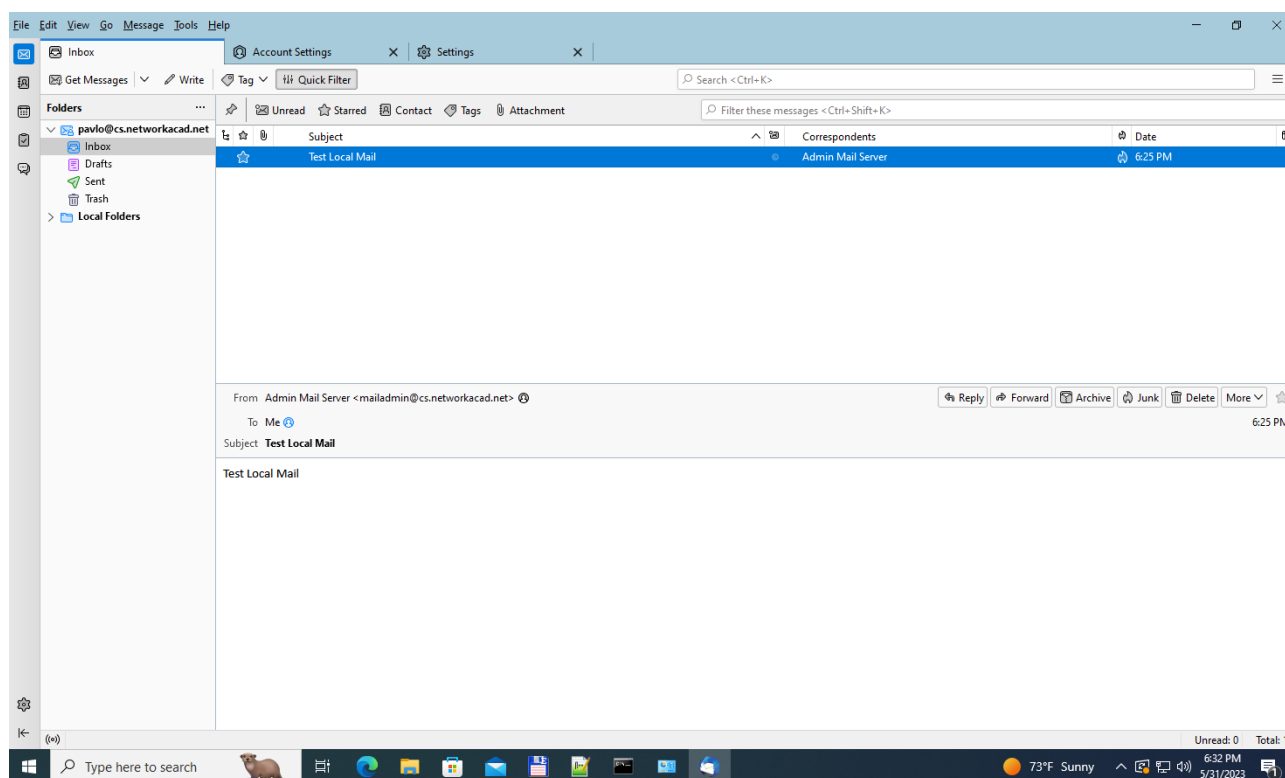 File Edit View Go Message Tools Help
Inbox Account Settings Settings
Get Messages Write Tag Quick Filter Search <Ctrl+K>
Folders ... Unread Starred Contact Tags Attachment Filter these messages <Ctrl+Shift+K>
pavlo@cs.networkacad.net Subject Correspondents Date
Inbox Test Local Mail Admin Mail Server 6:25 PM
Drafts
Sent
Trash
Local Folders
From Admin Mail Server <mailadmin@cs.networkacad.net> Reply Forward Archive Junk Delete More
To Me 6:25 PM
Subject Test Local Mail
Test Local Mail
Unread: 0 Total:
Type here to search 73°F Sunny 6:32 PM
5/31/2023